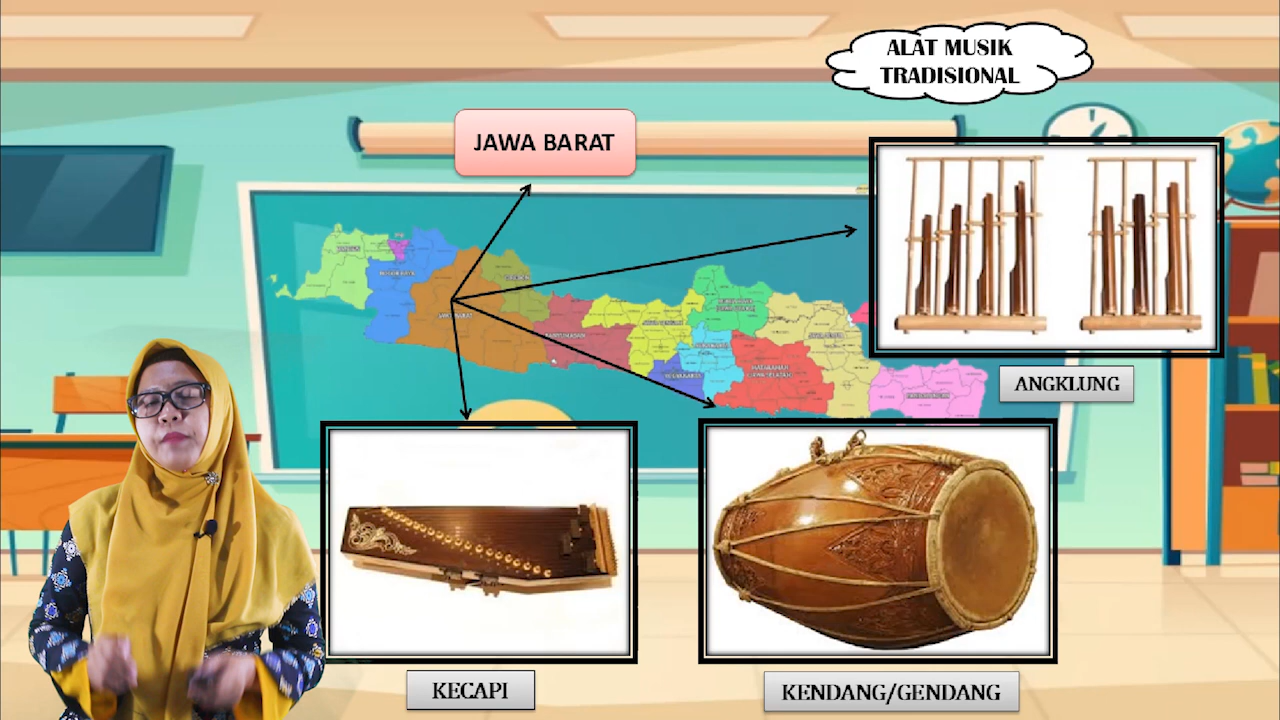 ALAT MUSIK
TRADISIONAL
JAWA BARAT
ANGKLUNG
KECAPI
KENDANG/GENDANG